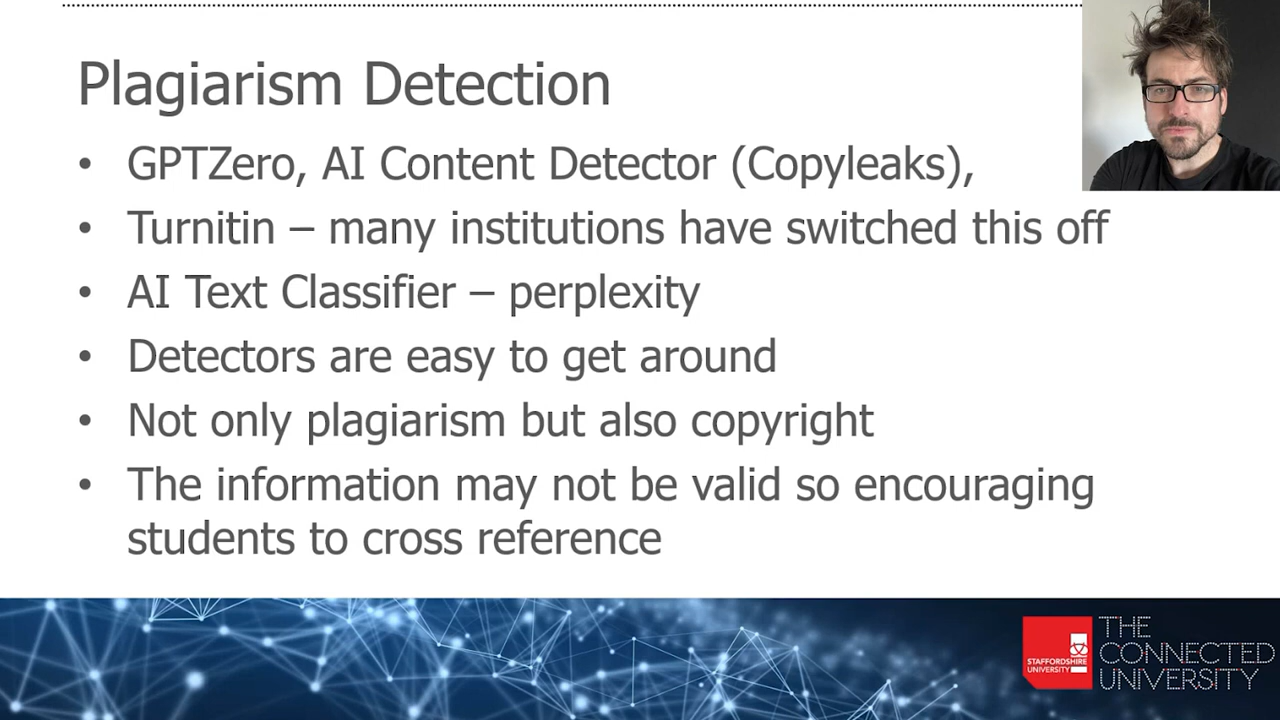 Plagiarism Detection
• GPTZero, AI Content Detector (Copyleaks),
• Turnitin – many institutions have switched this off
• AI Text Classifier – perplexity
• Detectors are easy to get around
• Not only plagiarism but also copyright
• The information may not be valid so encouraging
students to cross reference
STAFFORDSHIRE
UNIVERSITY
THE
CONNECTED
UNIVERSITY